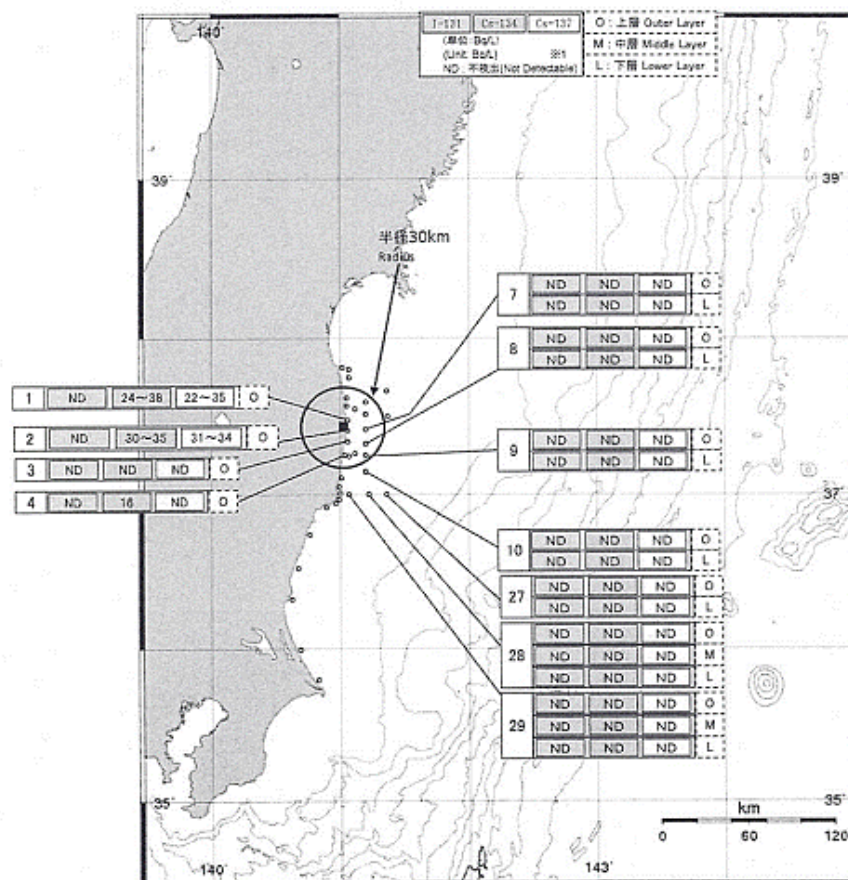 I-131 Cs-134 Cs-137
(単位: Bq/L)
(Unit: Bq/L) ※1
ND : 不検出(Not Detectable)
O : 上層 Outer Layer
M : 中層 Middle Layer
L : 下層 Lower Layer
140°
39° 39°
半径30km
Radius
7 ND ND ND O
ND ND ND L
8 ND ND ND O
ND ND ND L
1 ND 24～38 22～35 O
2 ND 30～35 31～34 O
3 ND ND ND O
4 ND 16 ND O
9 ND ND ND O
ND ND ND L
37°
10 ND ND ND O
ND ND ND L
27 ND ND ND O
ND ND ND L
28 ND ND ND O
ND ND ND M
ND ND ND L
29 ND ND ND O
ND ND ND M
ND ND ND L
35° 35°
km
0 60 120
140° 143°